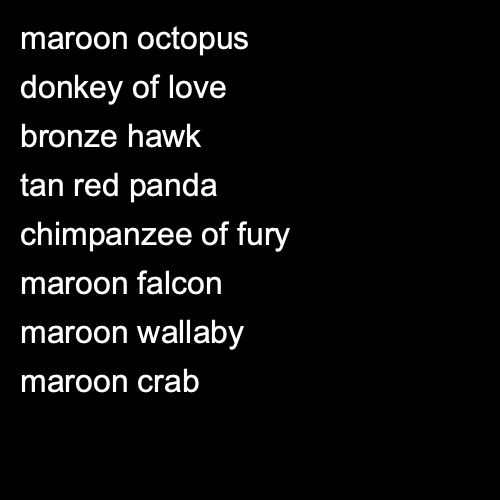 maroon octopus
donkey of love
bronze hawk
tan red panda
chimpanzee of fury
maroon falcon
maroon wallaby
maroon crab